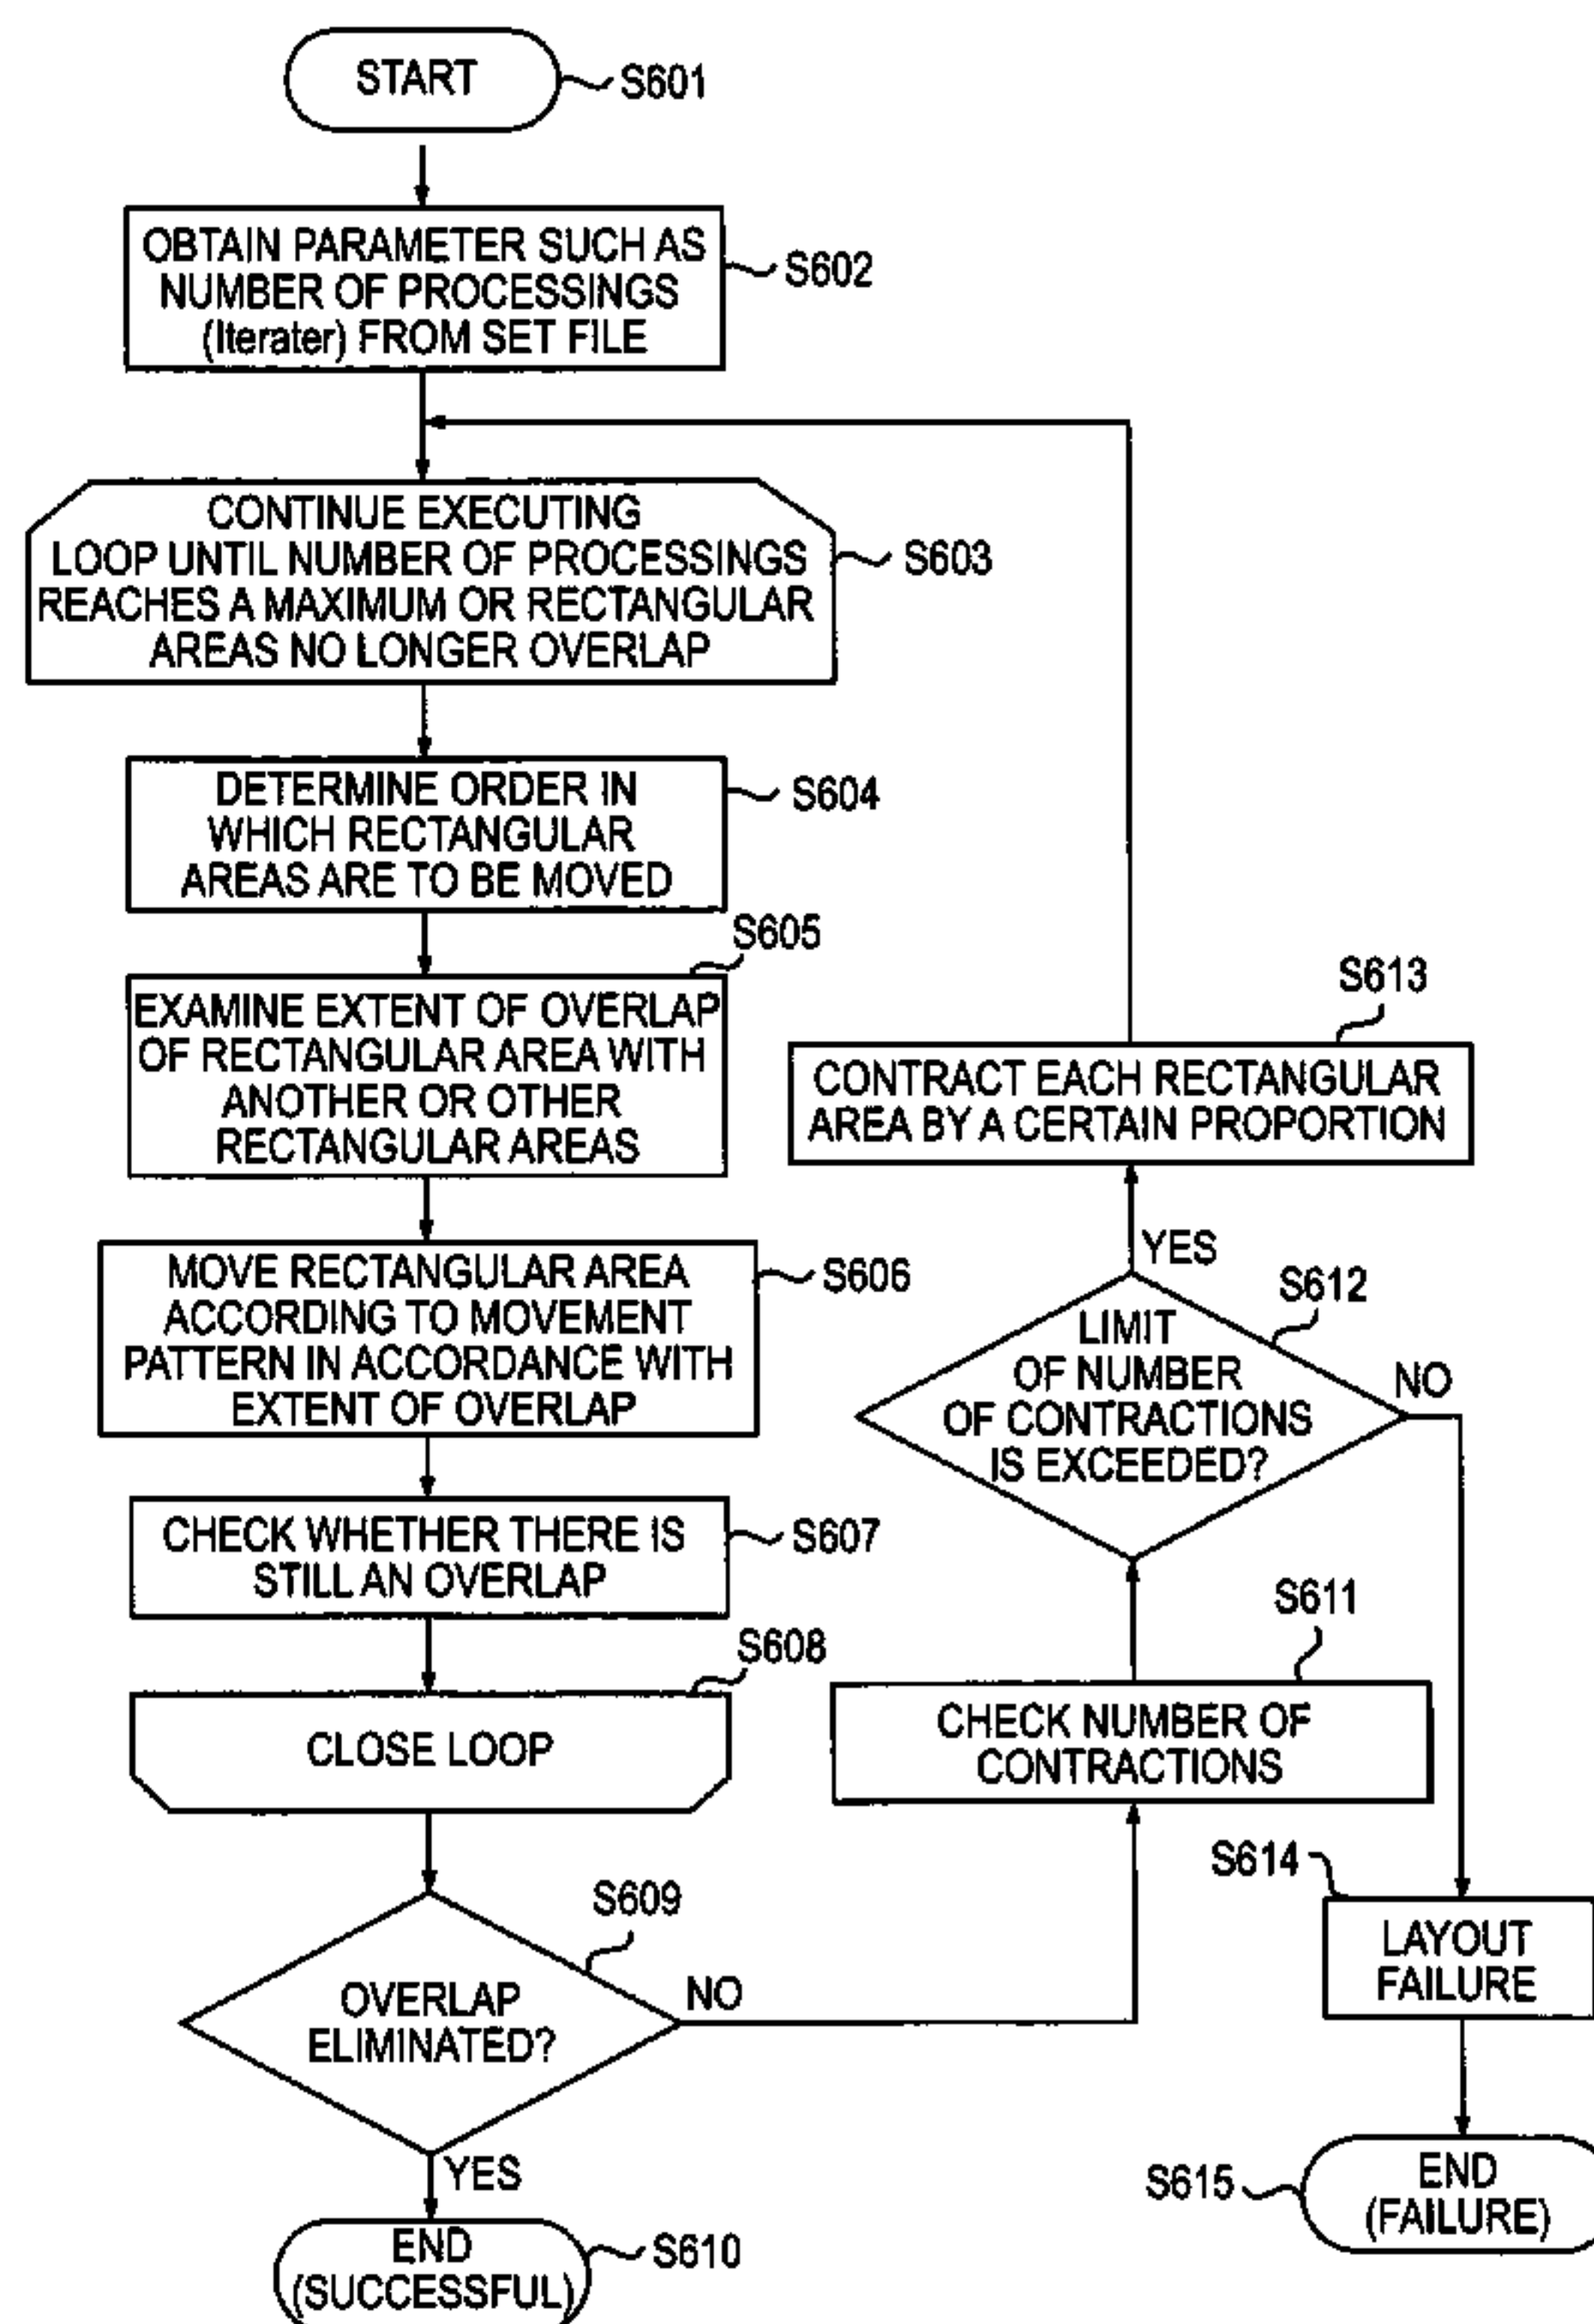 START
S601
OBTAIN PARAMETER SUCH AS
NUMBER OF PROCESSINGS
(Iterater) FROM SET FILE
S602
CONTINUE EXECUTING
LOOP UNTIL NUMBER OF PROCESSINGS
REACHES A MAXIMUM OR RECTANGULAR
AREAS NO LONGER OVERLAP
S603
DETERMINE ORDER IN
WHICH RECTANGULAR
AREAS ARE TO BE MOVED
S604
S605
EXAMINE EXTENT OF OVERLAP
OF RECTANGULAR AREA WITH
ANOTHER OR OTHER
RECTANGULAR AREAS
MOVE RECTANGULAR AREA
ACCORDING TO MOVEMENT
PATTERN IN ACCORDANCE WITH
EXTENT OF OVERLAP
S606
CHECK WHETHER THERE IS
STILL AN OVERLAP
S607
S608
CLOSE LOOP
S609
OVERLAP
ELIMINATED?
NO
YES
END
(SUCCESSFUL)
S610
S611
CHECK NUMBER OF
CONTRACTIONS
S612
LIMIT
OF NUMBER
OF CONTRACTIONS
IS EXCEEDED?
YES
NO
S613
CONTRACT EACH RECTANGULAR
AREA BY A CERTAIN PROPORTION
S614
LAYOUT
FAILURE
S615
END
(FAILURE)